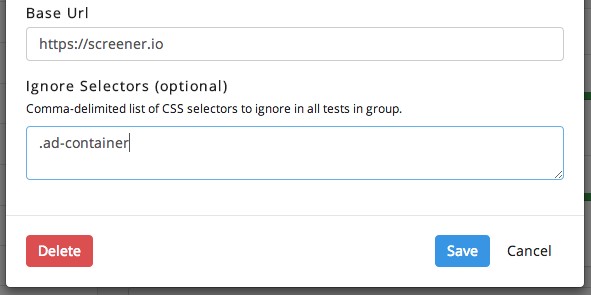 Base Url
https://screener.io
Ignore Selectors (optional)
Comma-delimited list of CSS selectors to ignore in all tests in group.
.ad-container
Delete
Save
Cancel